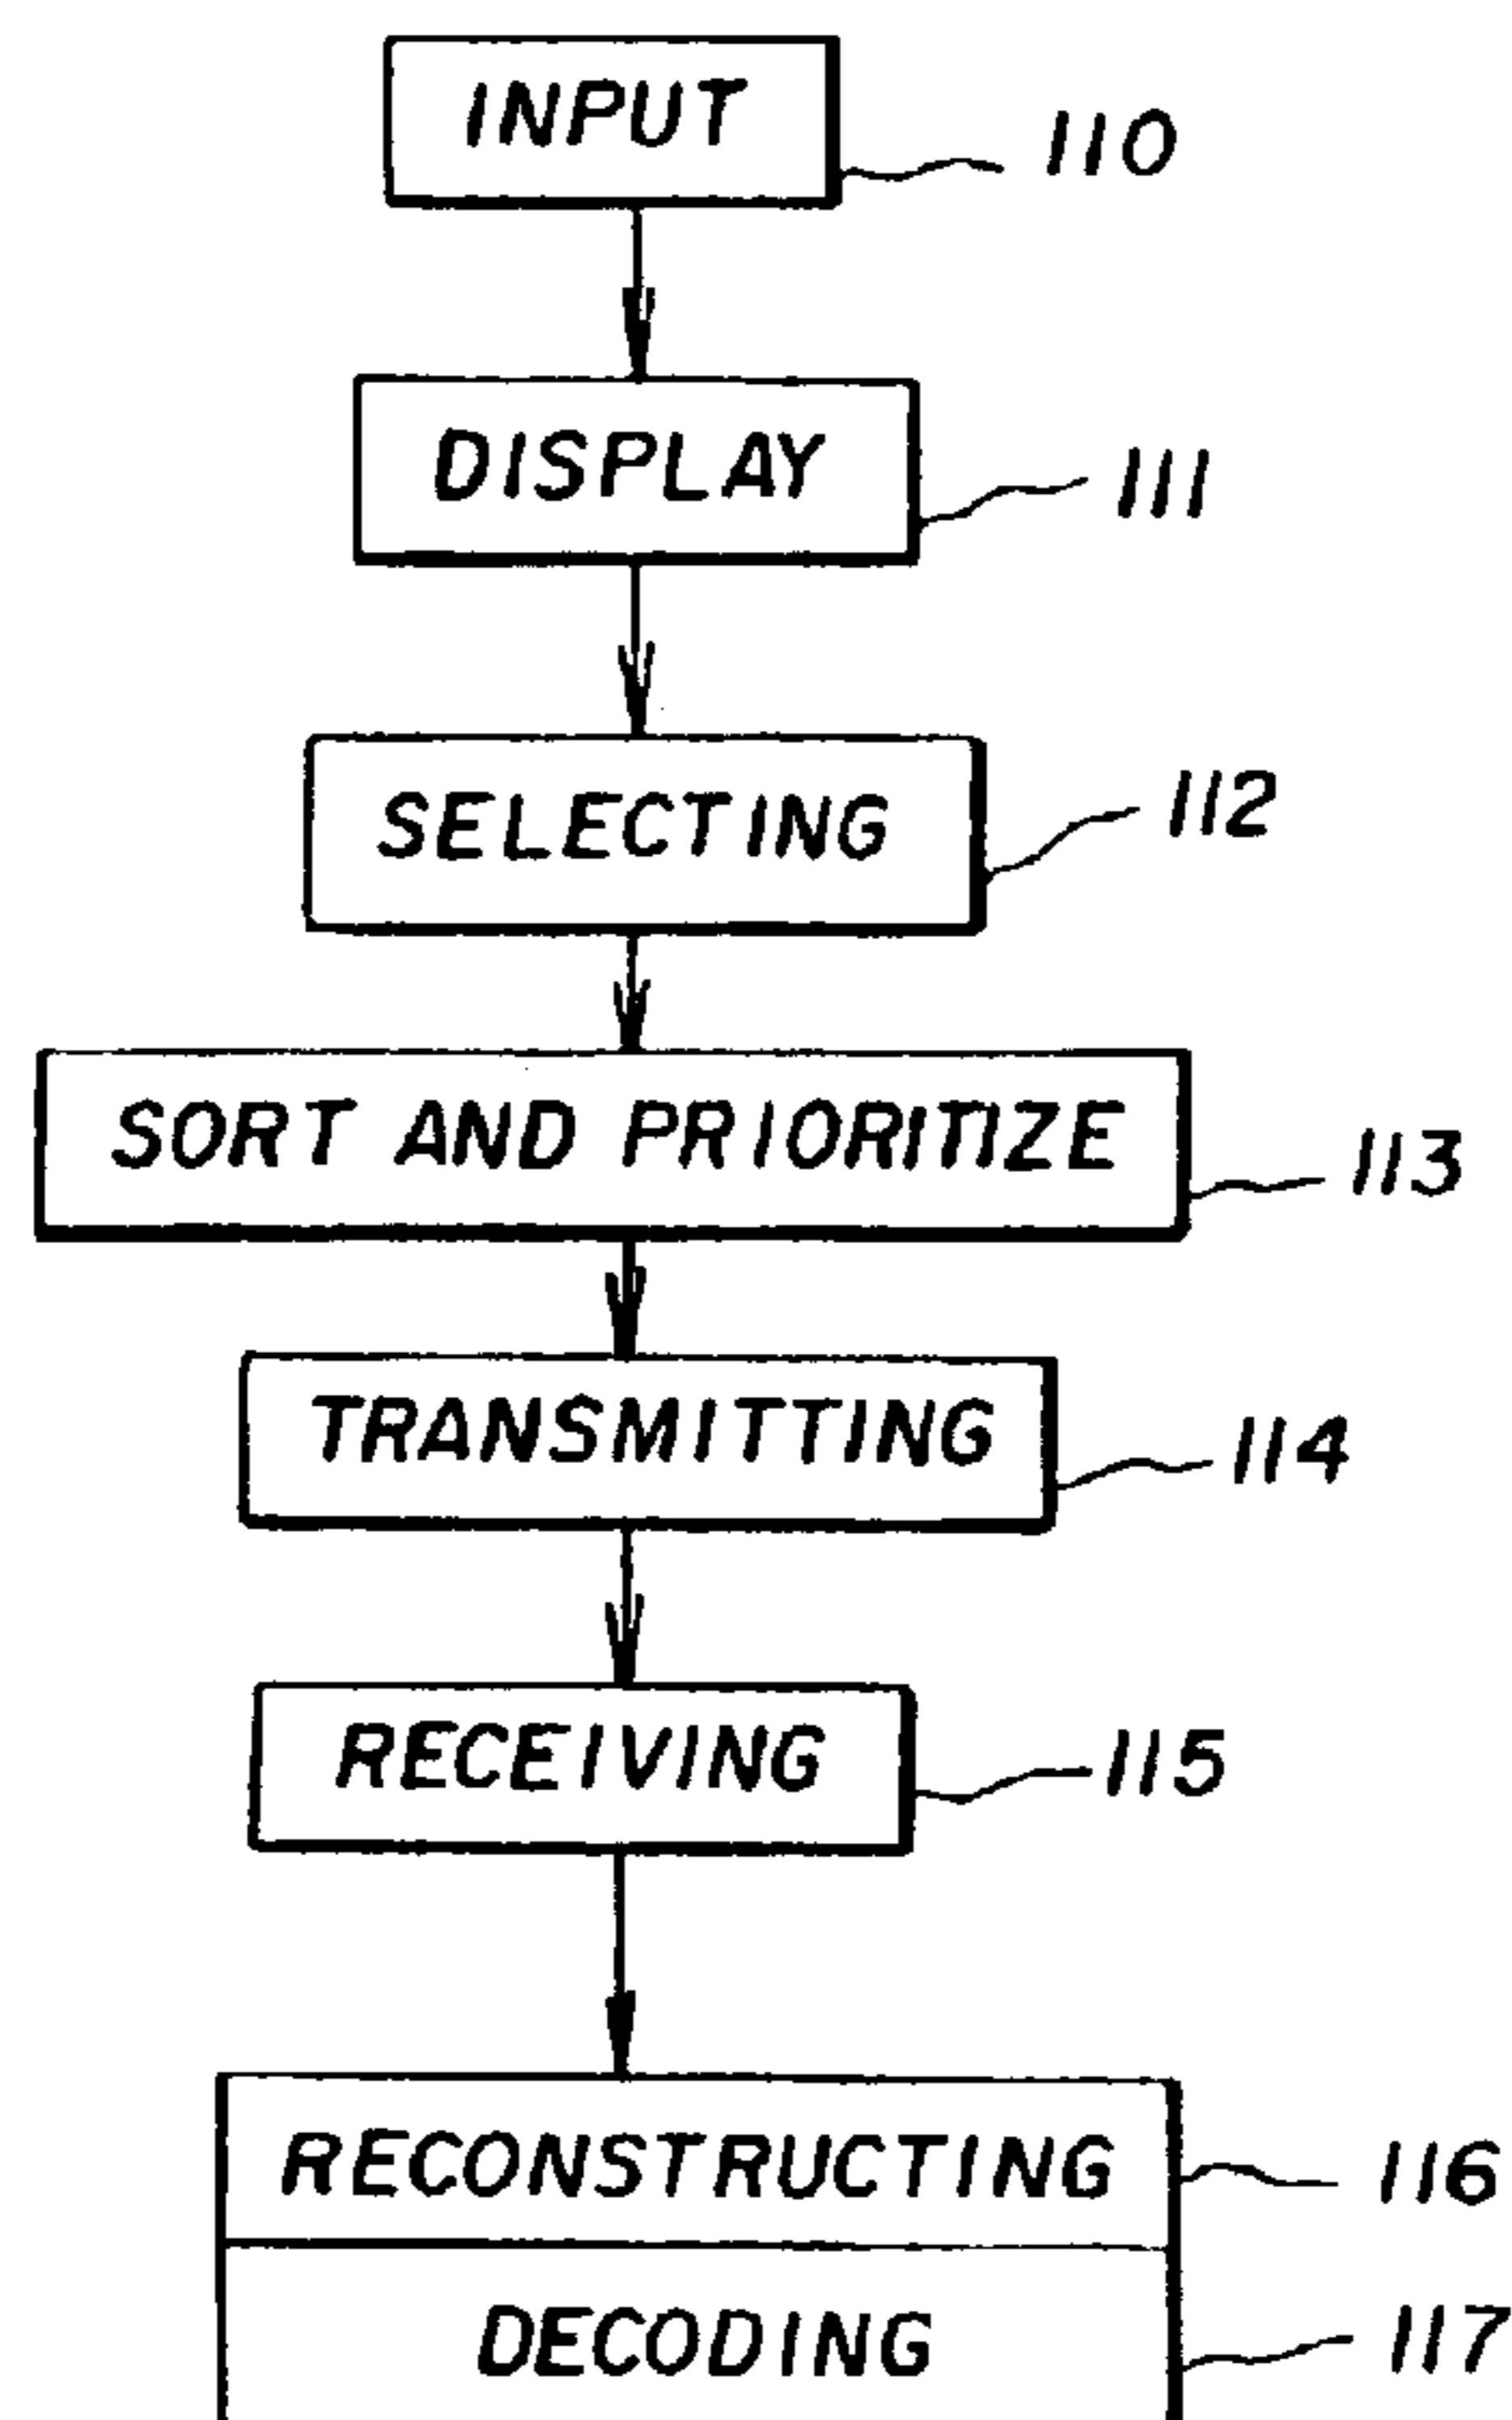 INPUT
110
DISPLAY
111
SELECTING
112
SORT AND PRIORITIZE
113
TRANSMITTING
114
RECEIVING
115
RECONSTRUCTING
116
DECODING
117